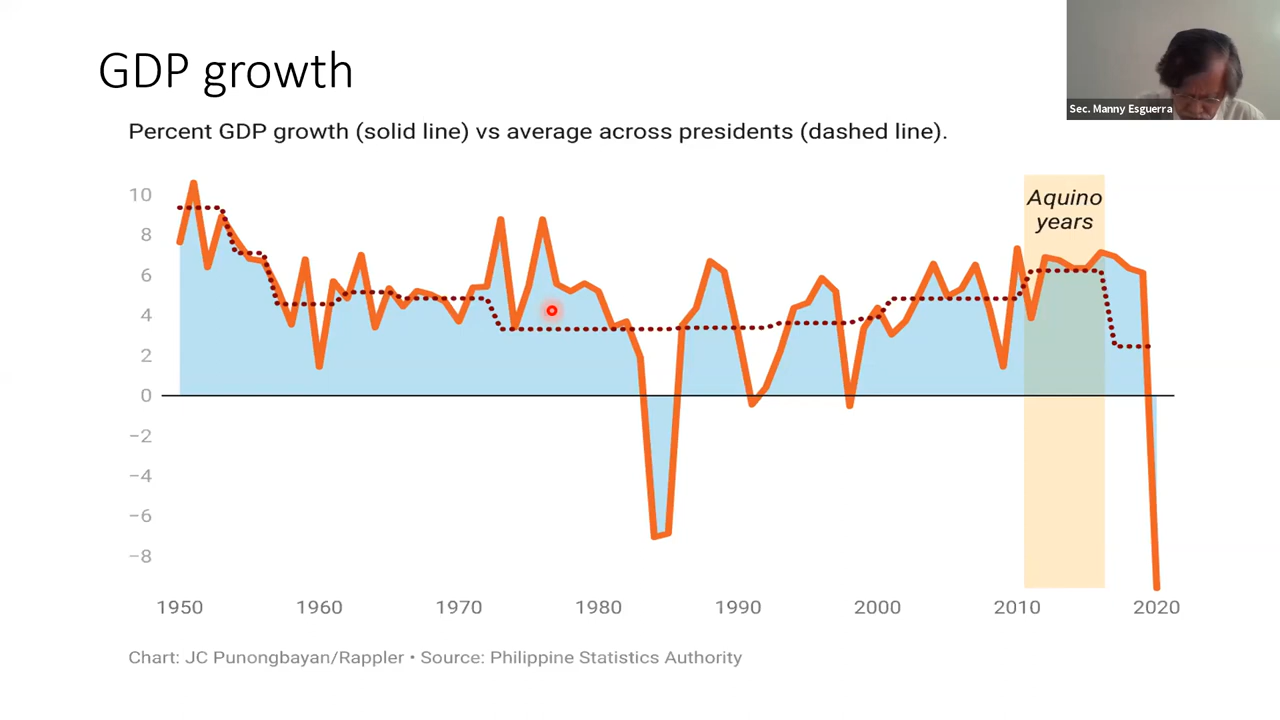 GDP growth
Sec. Manny Esguerra
Percent GDP growth (solid line) vs average across presidents (dashed line).
Aquino
years
10
8
6
4
2
0
−2
−4
−6
−8
1950 1960 1970 1980 1990 2000 2010 2020
Chart: JC Punongbayan/Rappler • Source: Philippine Statistics Authority